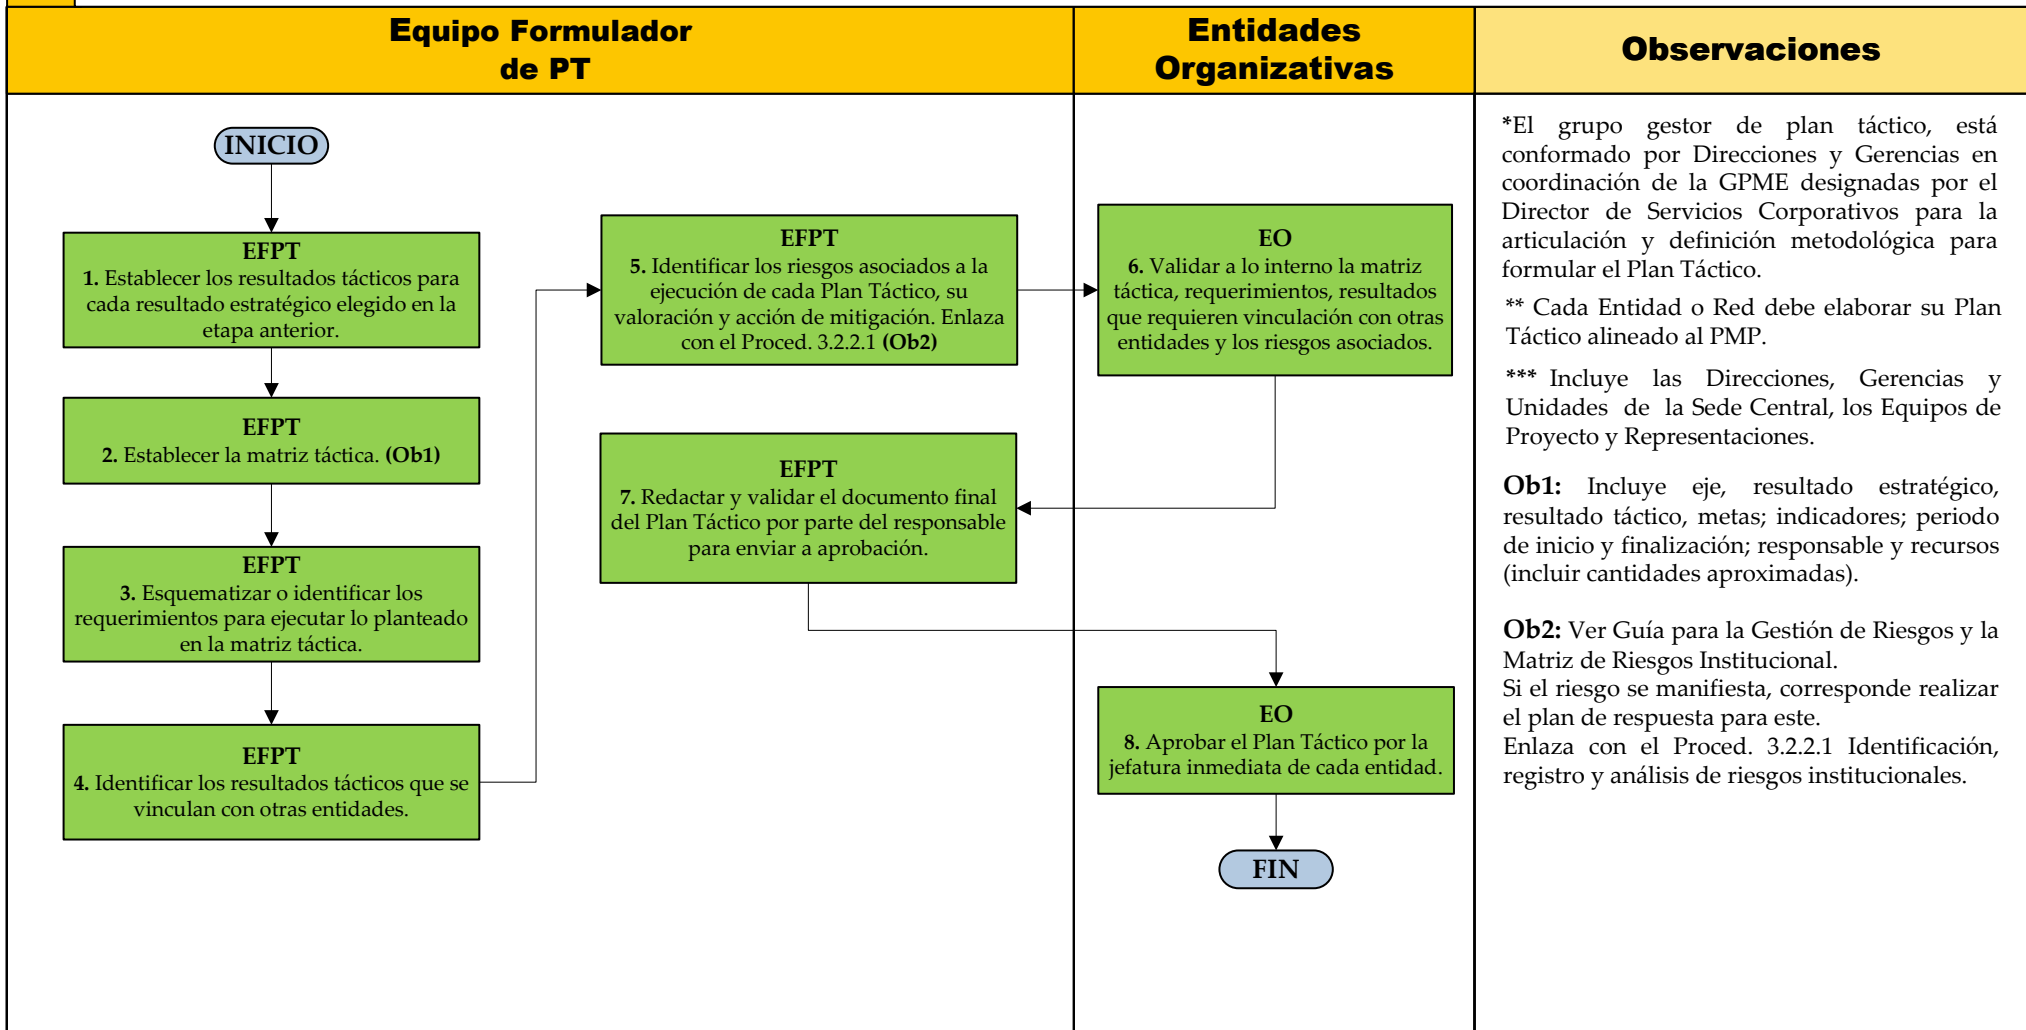 Equipo Formulador
de PT
Entidades
Organizativas
Observaciones
INICIO
EFPT
1. Establecer los resultados tácticos para
cada resultado estratégico elegido en la
etapa anterior.
EFPT
2. Establecer la matriz táctica. (Ob1)
EFPT
3. Esquematizar o identificar los
requerimientos para ejecutar lo planteado
en la matriz táctica.
EFPT
4. Identificar los resultados tácticos que se
vinculan con otras entidades.
EFPT
5. Identificar los riesgos asociados a la
ejecución de cada Plan Táctico, su
valoración y acción de mitigación. Enlaza
con el Proced. 3.2.2.1 (Ob2)
EO
6. Validar a lo interno la matriz
táctica, requerimientos, resultados
que requieren vinculación con otras
entidades y los riesgos asociados.
EFPT
7. Redactar y validar el documento final
del Plan Táctico por parte del responsable
para enviar a aprobación.
EO
8. Aprobar el Plan Táctico por la
jefatura inmediata de cada entidad.
FIN
*El grupo gestor de plan táctico, está
conformado por Direcciones y Gerencias en
coordinación de la GPME designadas por el
Director de Servicios Corporativos para la
articulación y definición metodológica para
formular el Plan Táctico.
** Cada Entidad o Red debe elaborar su Plan
Táctico alineado al PMP.
*** Incluye las Direcciones, Gerencias y
Unidades de la Sede Central, los Equipos de
Proyecto y Representaciones.
Ob1: Incluye eje, resultado estratégico,
resultado táctico, metas; indicadores; periodo
de inicio y finalización; responsable y recursos
(incluir cantidades aproximadas).
Ob2: Ver Guía para la Gestión de Riesgos y la
Matriz de Riesgos Institucional.
Si el riesgo se manifiesta, corresponde realizar
el plan de respuesta para este.
Enlaza con el Proced. 3.2.2.1 Identificación,
registro y análisis de riesgos institucionales.